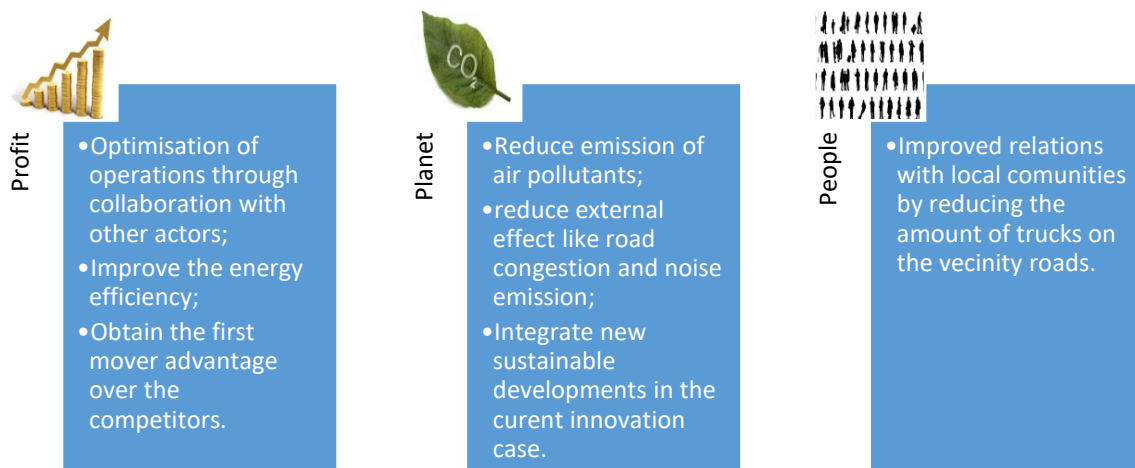 Profit
•Optimisation of
operations through
collaboration with
other actors;
•Improve the energy
efficiency;
•Obtain the first
mover advantage
over the
competitors.
CO2
Planet
•Reduce emission of
air pollutants;
•reduce external
effect like road
congestion and noise
emission;
•Integrate new
sustainable
developments in the
curent innovation
case.
People
•Improved relations
with local comunities
by reducing the
amount of trucks on
the vecinity roads.